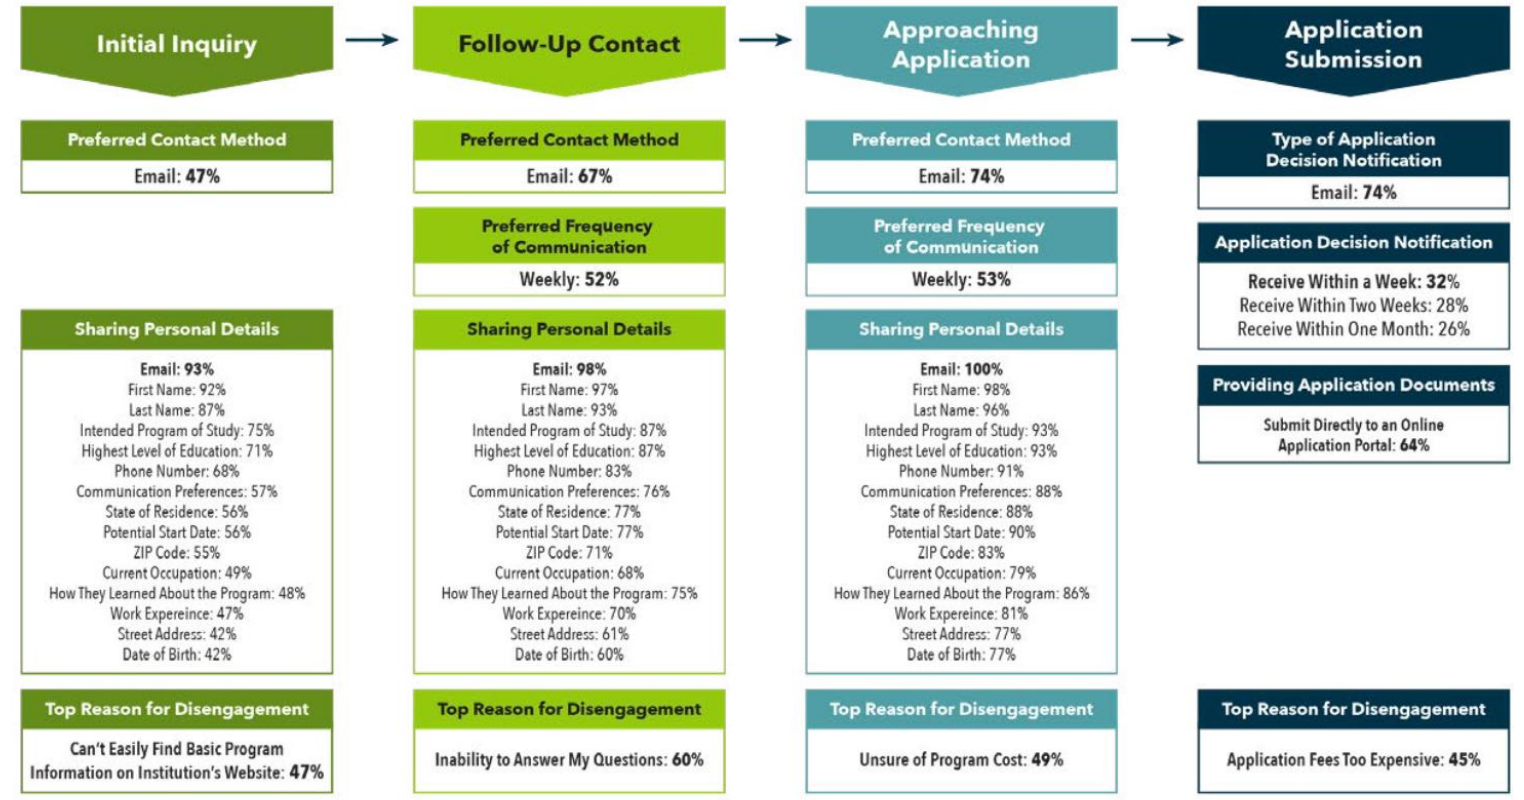 Initial Inquiry
Follow-Up Contact
Approaching
Application
Application
Submission
Preferred Contact Method
Email: 47%
Sharing Personal Details
Email: 93%
First Name: 92%
Last Name: 87%
Intended Program of Study: 75%
Highest Level of Education: 71%
Phone Number: 68%
Communication Preferences: 57%
State of Residence: 56%
Potential Start Date: 56%
ZIP Code: 55%
Current Occupation: 49%
How They Learned About the Program: 48%
Work Expereince: 47%
Street Address: 42%
Date of Birth: 42%
Top Reason for Disengagement
Can't Easily Find Basic Program
Information on Institution's Website: 47%
Preferred Contact Method
Email: 67%
Preferred Frequency
of Communication
Weekly: 52%
Sharing Personal Details
Email: 98%
First Name: 97%
Last Name: 93%
Intended Program of Study: 87%
Highest Level of Education: 87%
Phone Number: 83%
Communication Preferences: 76%
State of Residence: 77%
Potential Start Date: 77%
ZIP Code: 71%
Current Occupation: 68%
How They Learned About the Program: 75%
Work Expereince: 70%
Street Address: 61%
Date of Birth: 60%
Top Reason for Disengagement
Inability to Answer My Questions: 60%
Preferred Contact Method
Email: 74%
Preferred Frequency
of Communication
Weekly: 53%
Sharing Personal Details
Email: 100%
First Name: 98%
Last Name: 96%
Intended Program of Study: 93%
Highest Level of Education: 93%
Phone Number: 91%
Communication Preferences: 88%
State of Residence: 88%
Potential Start Date: 90%
ZIP Code: 83%
Current Occupation: 79%
How They Learned About the Program: 86%
Work Expereince: 81%
Street Address: 77%
Date of Birth: 77%
Top Reason for Disengagement
Unsure of Program Cost: 49%
Type of Application
Decision Notification
Email: 74%
Application Decision Notification
Receive Within a Week: 32%
Receive Within Two Weeks: 28%
Receive Within One Month: 26%
Providing Application Documents
Submit Directly to an Online
Application Portal: 64%
Top Reason for Disengagement
Application Fees Too Expensive: 45%